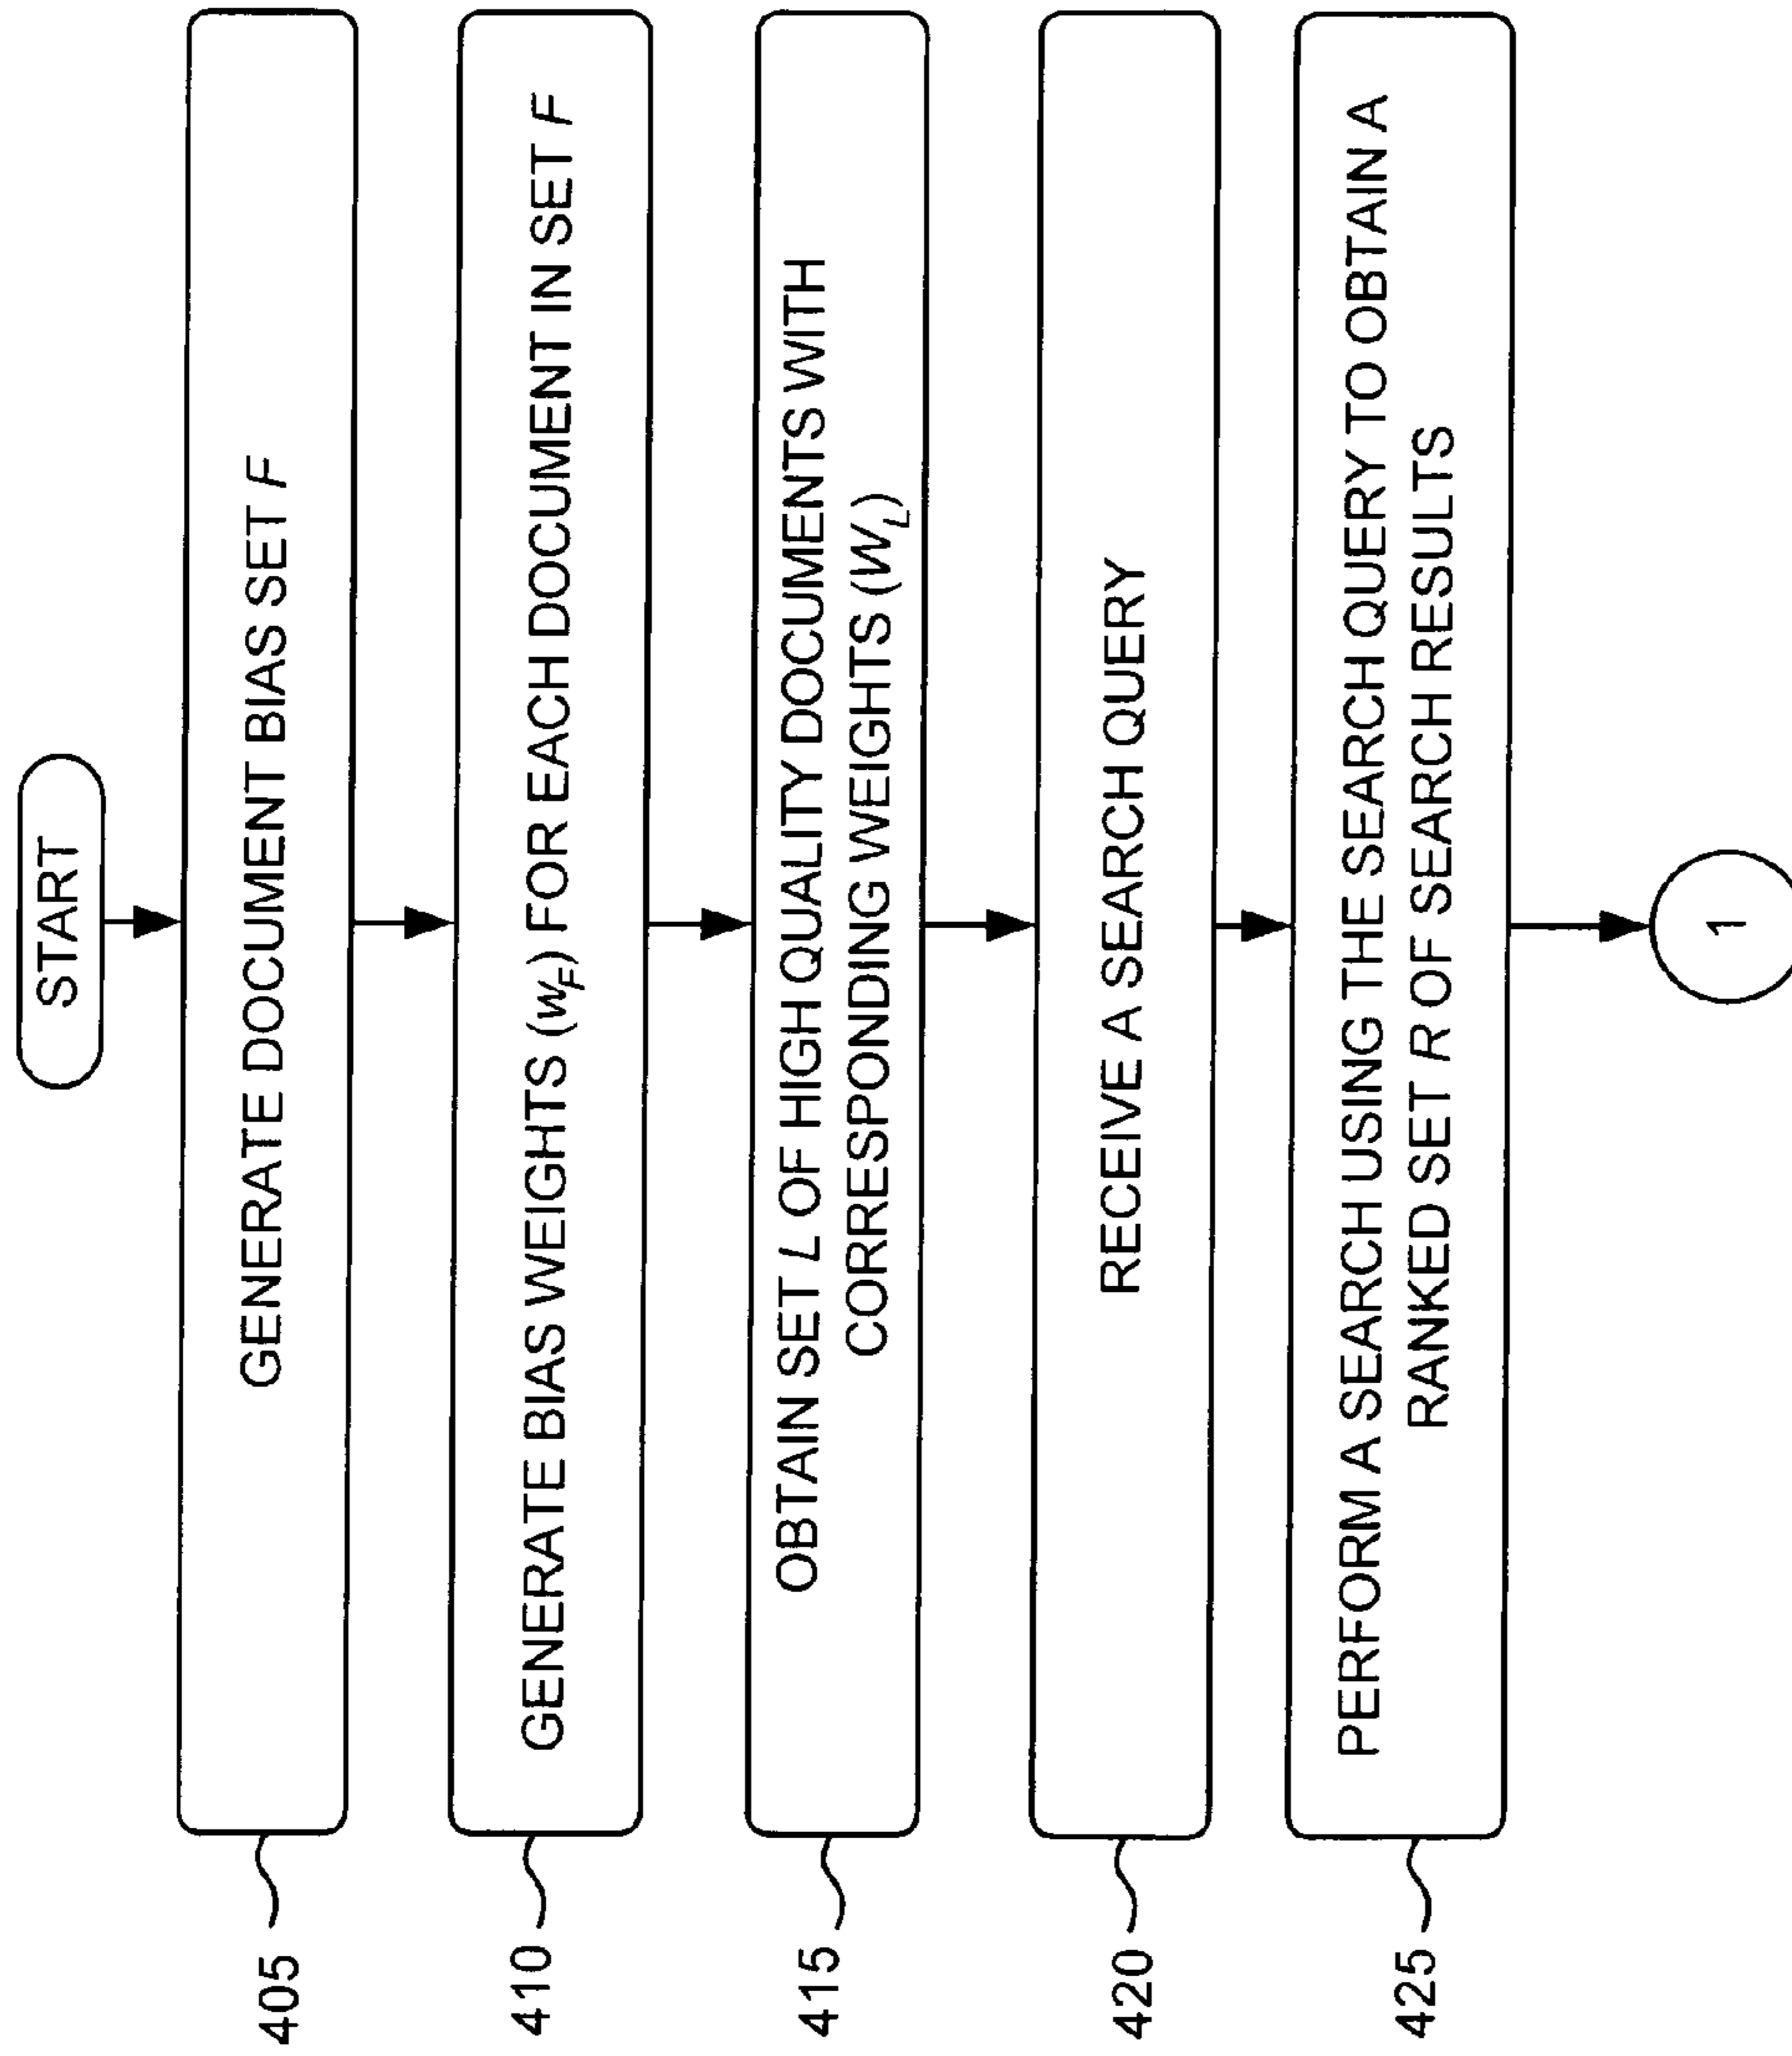 START
GENERATE DOCUMENT BIAS SET F
405
GENERATE BIAS WEIGHTS (wF) FOR EACH DOCUMENT IN SET F
410
OBTAIN SET L OF HIGH QUALITY DOCUMENTS WITH
CORRESPONDING WEIGHTS (WL)
415
RECEIVE A SEARCH QUERY
420
PERFORM A SEARCH USING THE SEARCH QUERY TO OBTAIN A
RANKED SET R OF SEARCH RESULTS
425
1